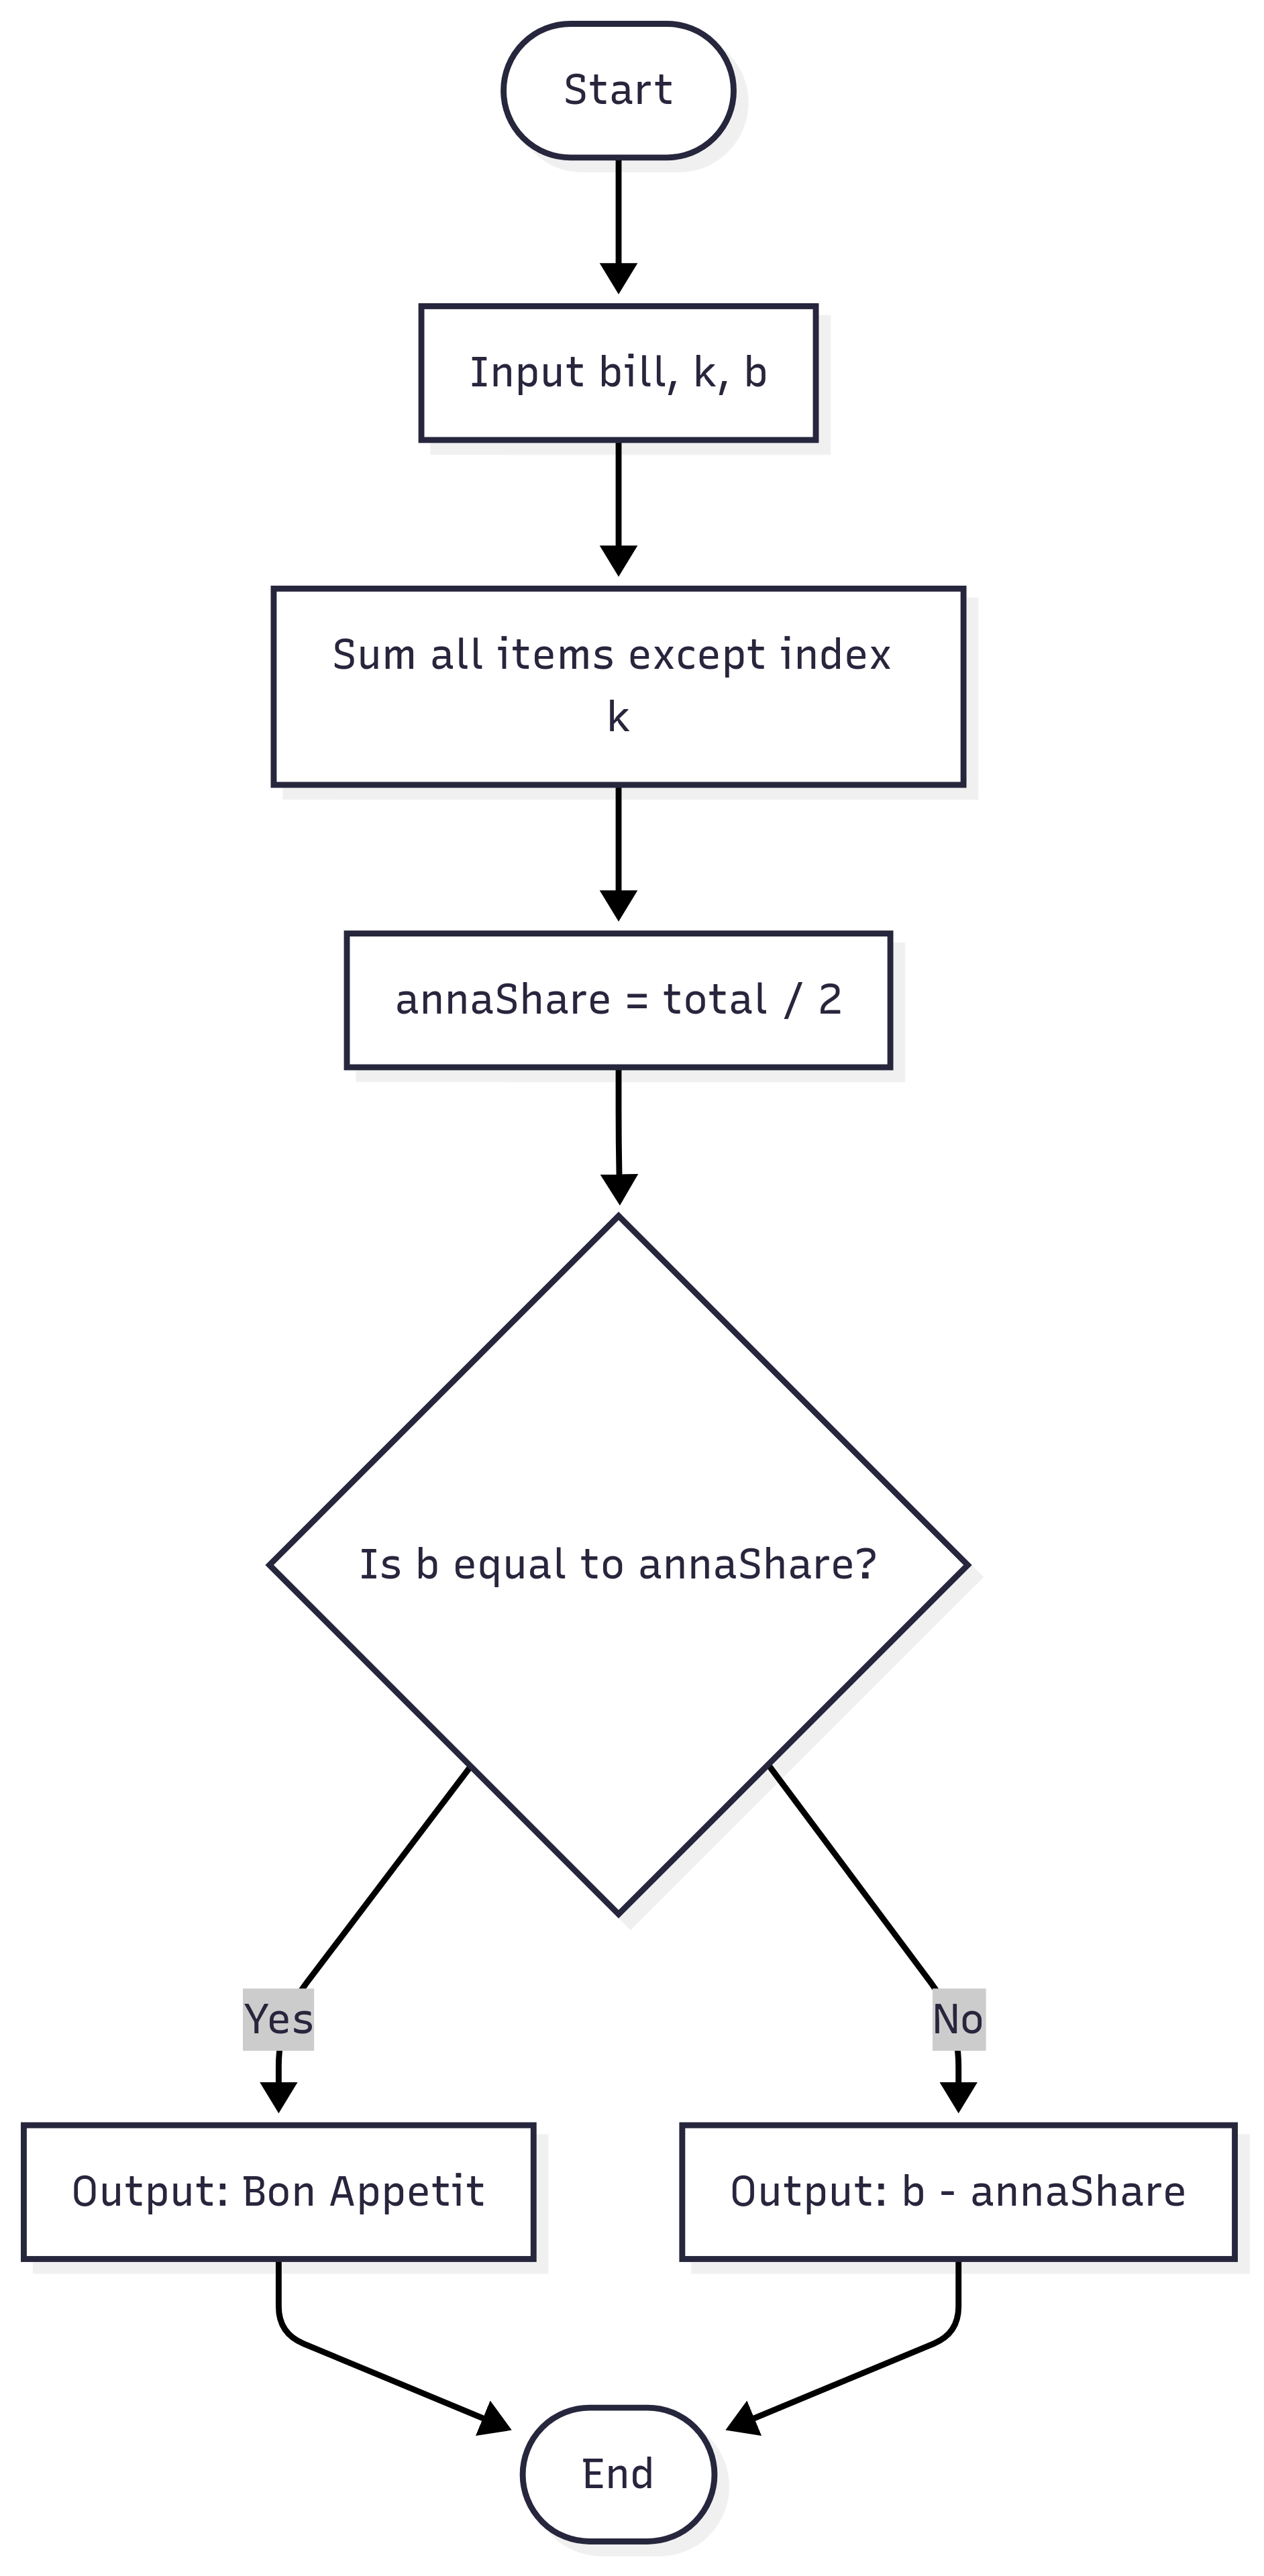 Start
Input bill, k, b
Sum all items except index
k
annaShare = total / 2
Is b equal to annaShare?
Yes
No
Output: Bon Appetit
Output: b - annaShare
End